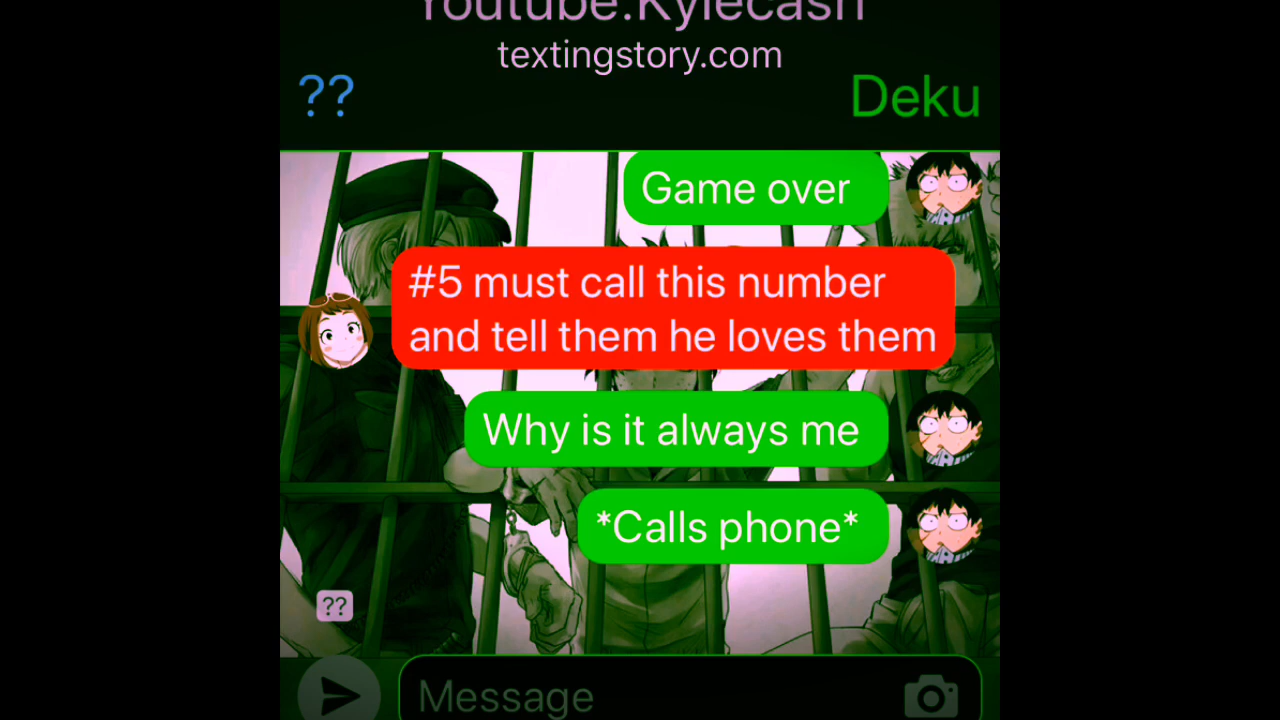 Youtube.Kylecash
textingstory.com
??
Deku
Game over
#5 must call this number
and tell them he loves them
Why is it always me
*Calls phone*
??
Message